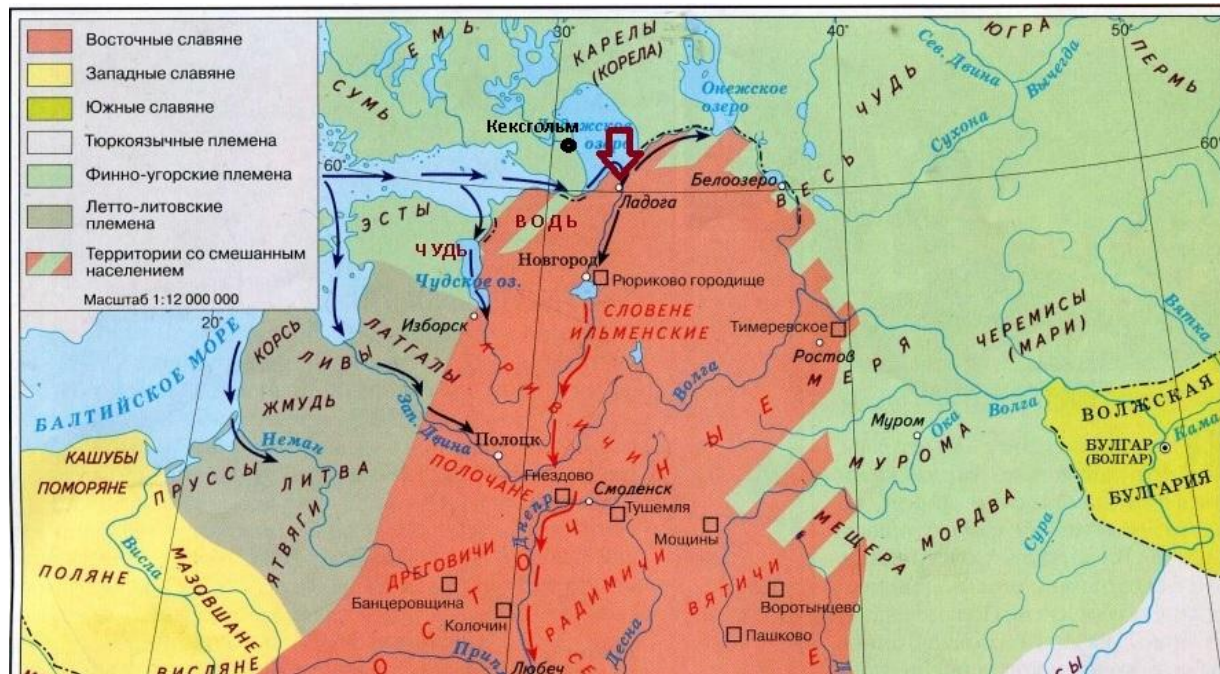 Восточные славяне
Западные славяне
Южные славяне
Тюркоязычные племена
Финно-угорские племена
Летто-литовские
племена
Территории со смешанным
населением
Масштаб 1:12 000 000
20°
30°
40°
50°
60°
60°
ЕМЬ
СУМЬ
КАРЕЛЫ
(КОРЕЛА)
Онежское
озеро
ЧУДЬ
ЮГРА
Сев. Двина
Вычегда
ПЕРМЬ
Сухона
Кексгольм
озеро
Ладога
Белоозеро
ВЕСЬ
ЭСТЫ
ВОДЬ
ЧУДЬ
Чудское оз.
Новгород
Рюриково городище
СЛОВЕНЕ
ИЛЬМЕНСКИЕ
Изборск
КРИВИЧИ
Тимеревское
Ростов
МЕРЯ
ЧЕРЕМИСЫ
(МАРИ)
Вятка
БАЛТИЙСКОЕ МОРЕ
КОРСЬ
ЛИВЫ
ЛАТГАЛЫ
ЖМУДЬ
Зап. Двина
Волга
Неман
Полоцк
ПОЛОЧАНЕ
Муром
Ока
Волга
ВОЛЖСКАЯ
Кама
БУЛГАР
(БОЛГАР)
БУЛГАРИЯ
КАШУБЫ
ПОМОРЯНЕ
ПРУССЫ
ЛИТВА
ЯТВЯГИ
Гнездово
Смоленск
Тушемля
Днепр
Мощины
МУРОМА
МЕЩЕРА
МОРДВА
Сура
Висла
ПОЛЯНЕ
МАЗОВШАНЕ
ВИСЛЯНЕ
ДРЕГОВИЧИ
Банцеровщина
Колочин
РАДИМИЧИ
ВЯТИЧИ
Воротынцево
Пашково
Десна
Прип
Любеч
СЕ
О С Т О Ч Н Ы Е
Е
Д
СЫ